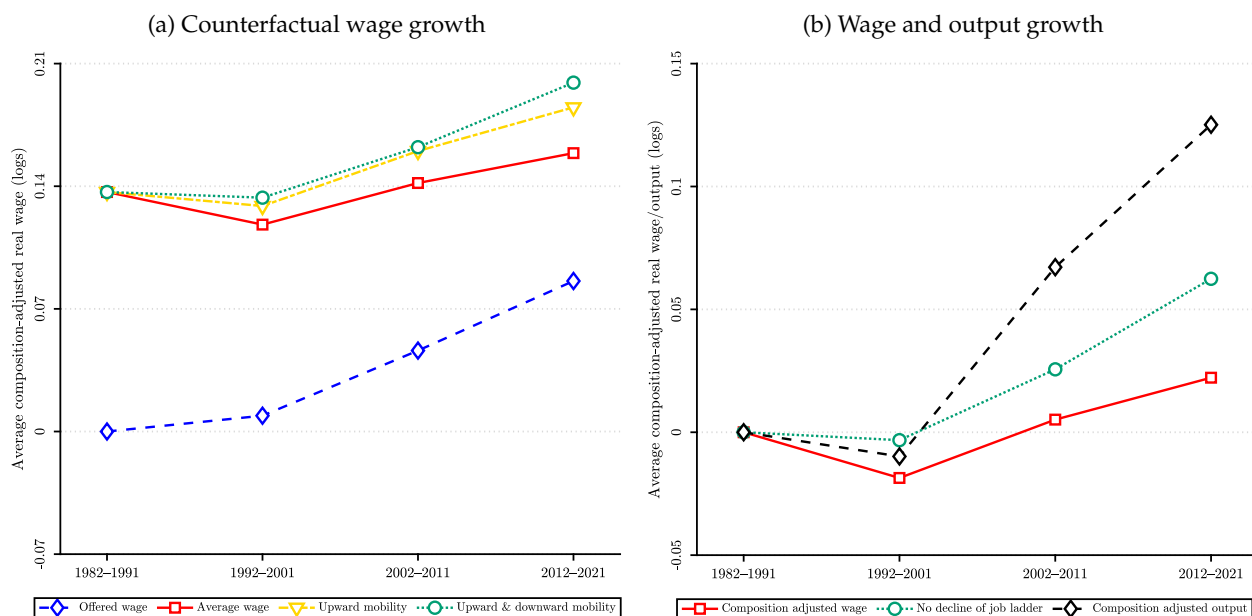 (a) Counterfactual wage growth
Average composition-adjusted real wage (logs)
0.21
0.14
0.07
0
-0.07
1982–1991
1992–2001
2002–2011
2012–2021
Offered wage
Average wage
Upward mobility
Upward & downward mobility
(b) Wage and output growth
Average composition-adjusted real wage/output (logs)
0.15
0.1
0.05
0
-0.05
1982–1991
1992–2001
2002–2011
2012–2021
Composition adjusted wage
No decline of job ladder
Composition adjusted output